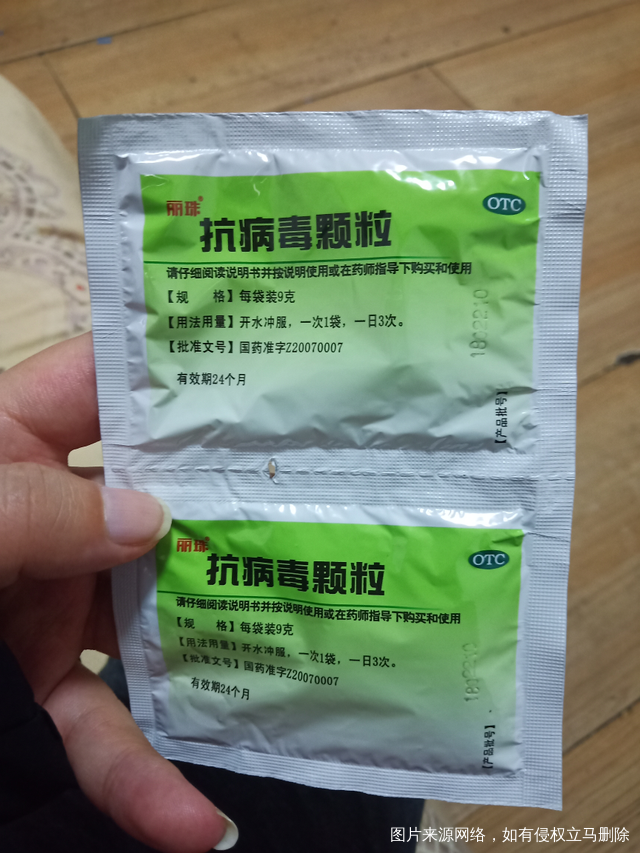 丽珠®
OTC
抗病毒颗粒
请仔细阅读说明书并按说明使用或在药师指导下购买和使用
【规 格】每袋装9克
【用法用量】开水冲服，一次1袋，一日3次。
【批准文号】国药准字Z20070007
有效期24个月
【产品批号】
丽珠
OTC
抗病毒颗粒
请仔细阅读说明书并按说明使用或在药师指导下购买和使用
【规 格】每袋装9克
【用法用量】开水冲服，一次1袋，一日3次。
【批准文号】国药准字Z20070007
有效期24个月
【产品批号】
图片来源网络，如有侵权立马删除